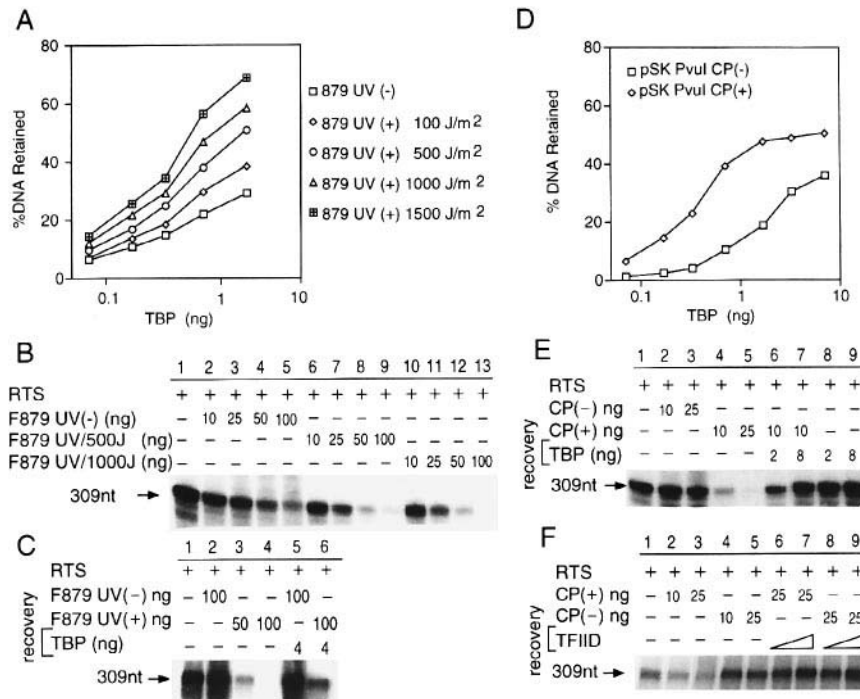 A
80
60
40
20
0
%DNA Retained
0.1 1 10
TBP (ng)
879 UV (-)
879 UV (+) 100 J/m2
879 UV (+) 500 J/m2
879 UV (+) 1000 J/m2
879 UV (+) 1500 J/m2
D
80
60
40
20
0
% DNA Retained
pSK PvuI CP(-)
pSK PvuI CP(+)
0.1 1 10
TBP (ng)
B
1 2 3 4 5 6 7 8 9 10 11 12 13
RTS + + + + + + + + + + + + +
F879 UV(-) (ng) – 10 25 50 100 – – – – – – – –
F879 UV/500J (ng) – – – – – 10 25 50 100 – – – –
F879 UV/1000J (ng) – – – – – – – – – 10 25 50 100
309nt
C
1 2 3 4 5 6
RTS + + + + + +
F879 UV(-) ng – 100 – – 100 –
F879 UV(+) ng – – 50 100 – 100
recovery
TBP (ng) – – – – 4 4
309nt
E
1 2 3 4 5 6 7 8 9
RTS + + + + + + + + +
CP(-) ng – 10 25 – – – – – –
CP(+) ng – – – 10 25 10 10 – –
recovery
TBP (ng) – – – – – 2 8 2 8
309nt
F
1 2 3 4 5 6 7 8 9
RTS + + + + + + + + +
CP(+) ng – 10 25 – – 25 25 – –
CP(-) ng – – – 10 25 – – 25 25
recovery
TFIID – – – – –
309nt